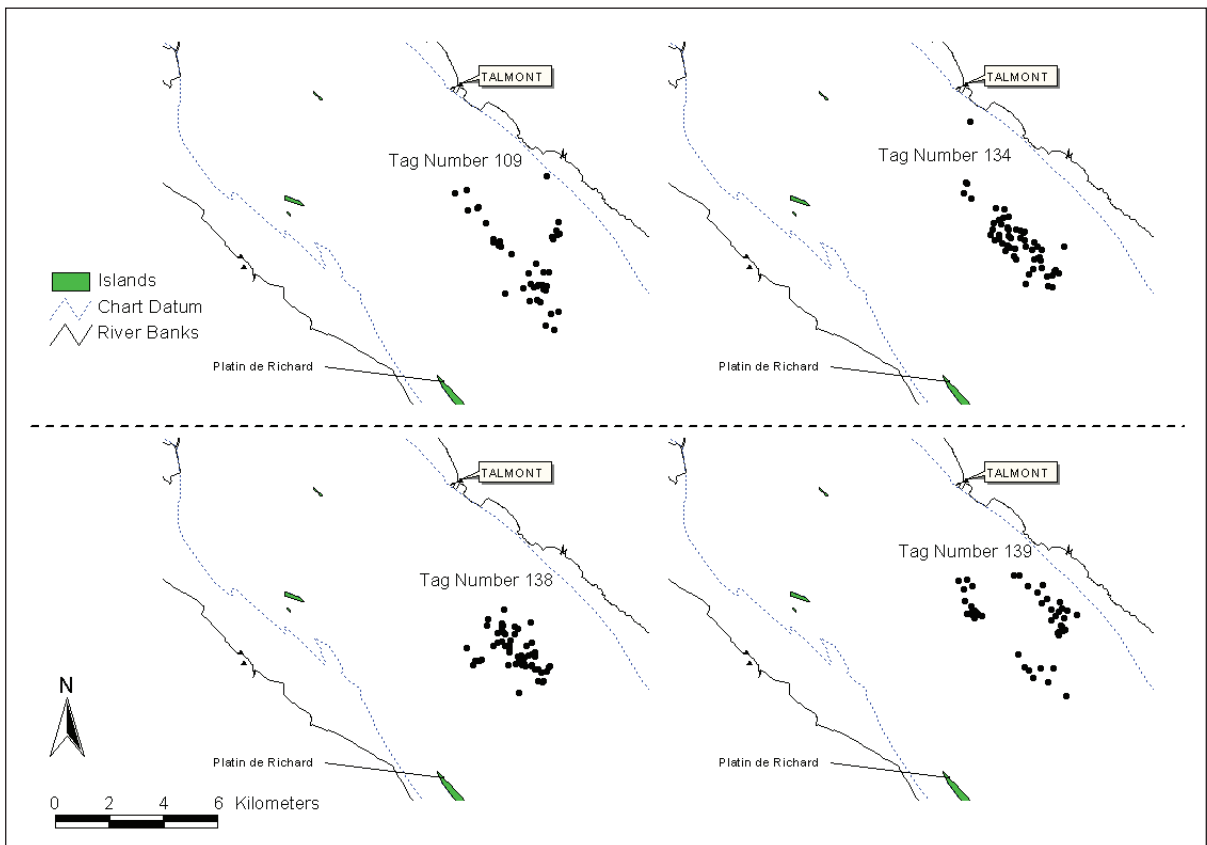 TALMONT
TALMONT
Tag Number 109
Tag Number 134
Islands
Chart Datum
River Banks
Platin de Richard
Platin de Richard
TALMONT
TALMONT
Tag Number 138
Tag Number 139
N
Platin de Richard
Platin de Richard
0 2 4 6 Kilometers